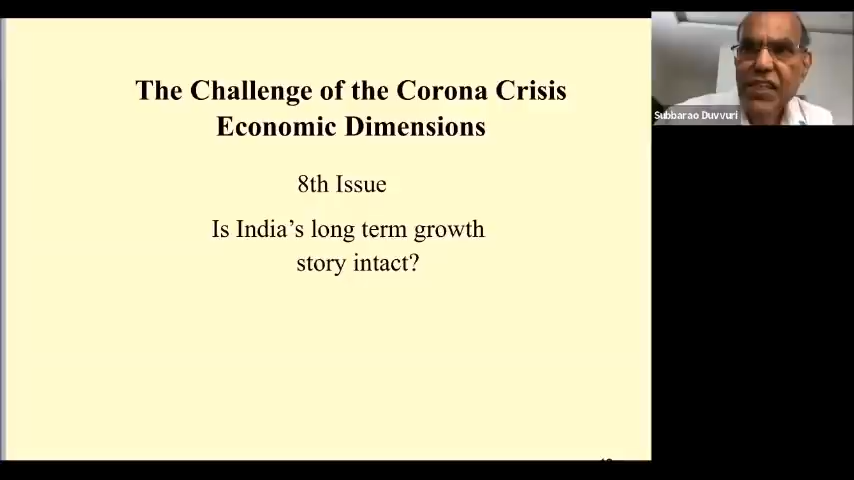 The Challenge of the Corona Crisis
Economic Dimensions
8th Issue
Is India's long term growth
story intact?
Subbarao Duvvuri